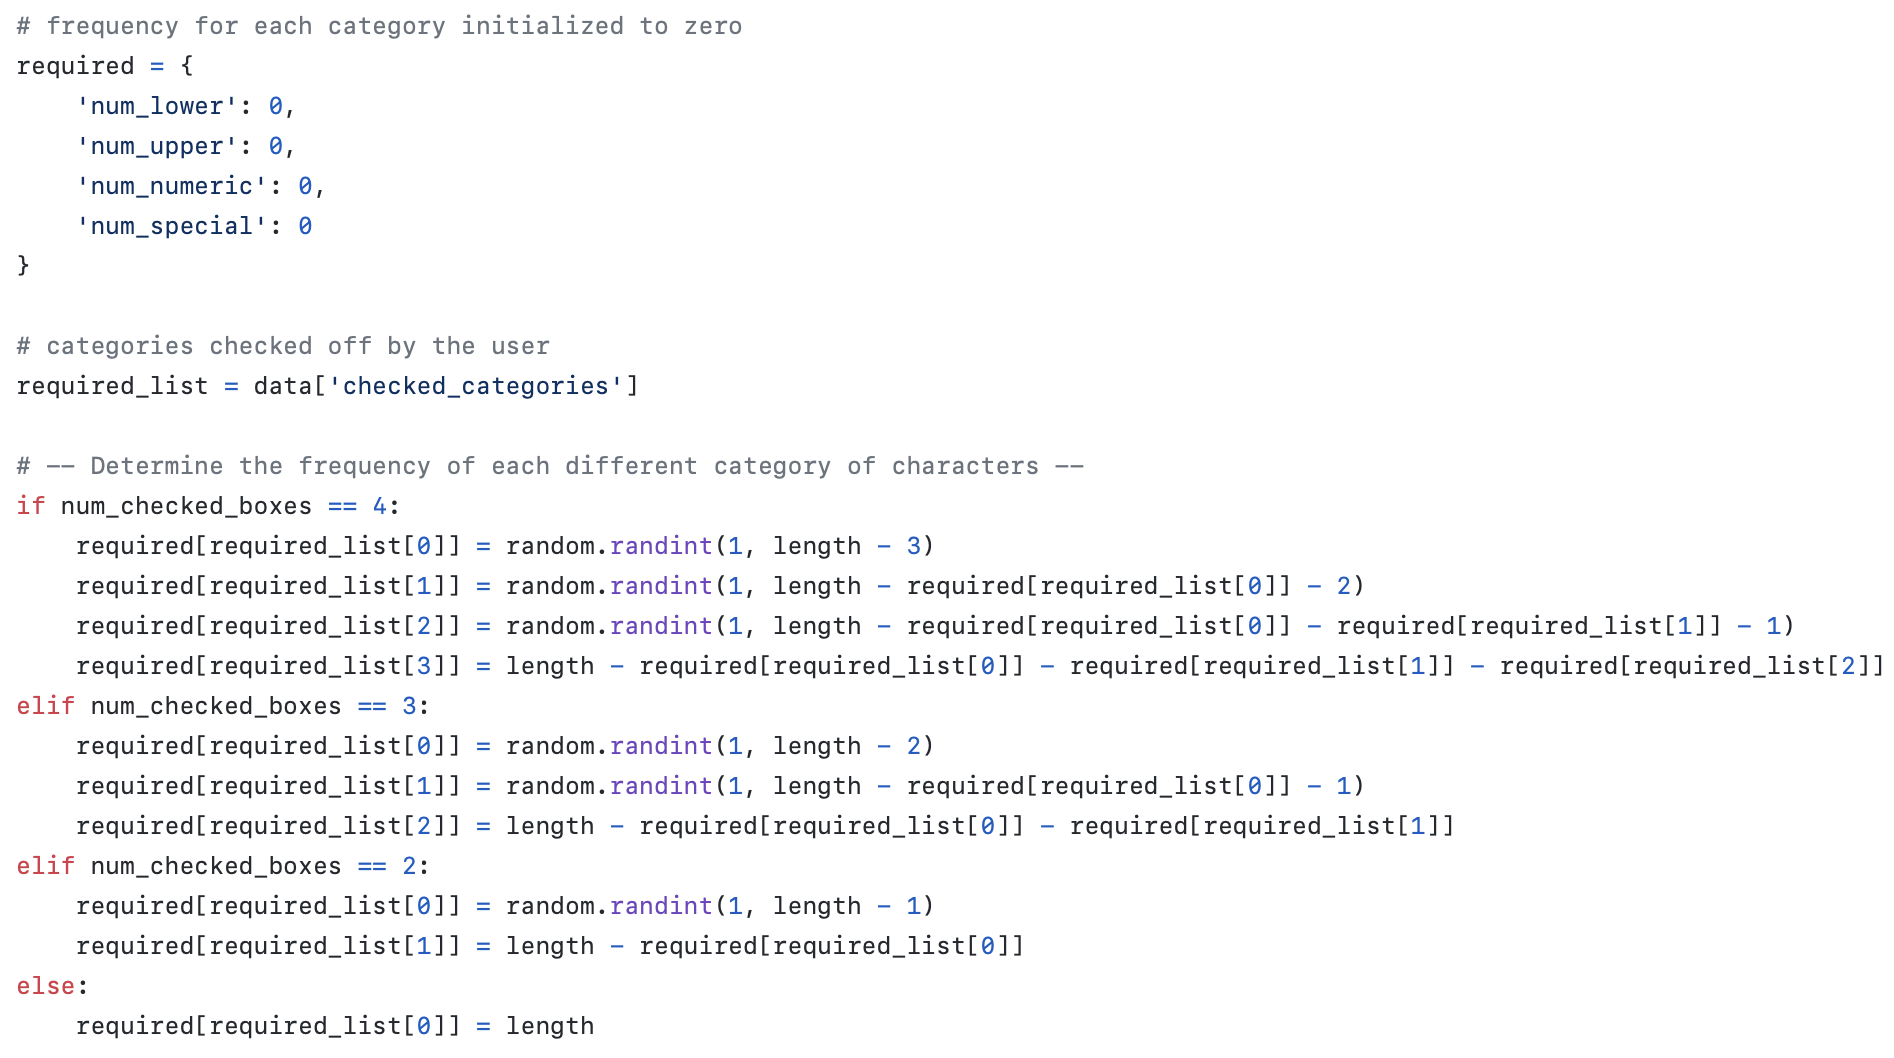 # frequency for each category initialized to zero
required = {
    'num_lower': 0,
    'num_upper': 0,
    'num_numeric': 0,
    'num_special': 0
}

# categories checked off by the user
required_list = data['checked_categories']

# -- Determine the frequency of each different category of characters --
if num_checked_boxes == 4:
    required[required_list[0]] = random.randint(1, length - 3)
    required[required_list[1]] = random.randint(1, length - required[required_list[0]] - 2)
    required[required_list[2]] = random.randint(1, length - required[required_list[0]] - required[required_list[1]] - 1)
    required[required_list[3]] = length - required[required_list[0]] - required[required_list[1]] - required[required_list[2]]
elif num_checked_boxes == 3:
    required[required_list[0]] = random.randint(1, length - 2)
    required[required_list[1]] = random.randint(1, length - required[required_list[0]] - 1)
    required[required_list[2]] = length - required[required_list[0]] - required[required_list[1]]
elif num_checked_boxes == 2:
    required[required_list[0]] = random.randint(1, length - 1)
    required[required_list[1]] = length - required[required_list[0]]
else:
    required[required_list[0]] = length